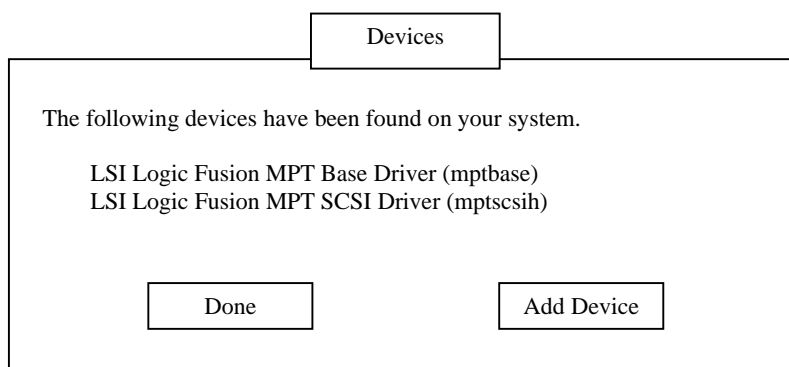 Devices
The following devices have been found on your system.
LSI Logic Fusion MPT Base Driver (mptbase)
LSI Logic Fusion MPT SCSI Driver (mptscsih)
Done
Add Device